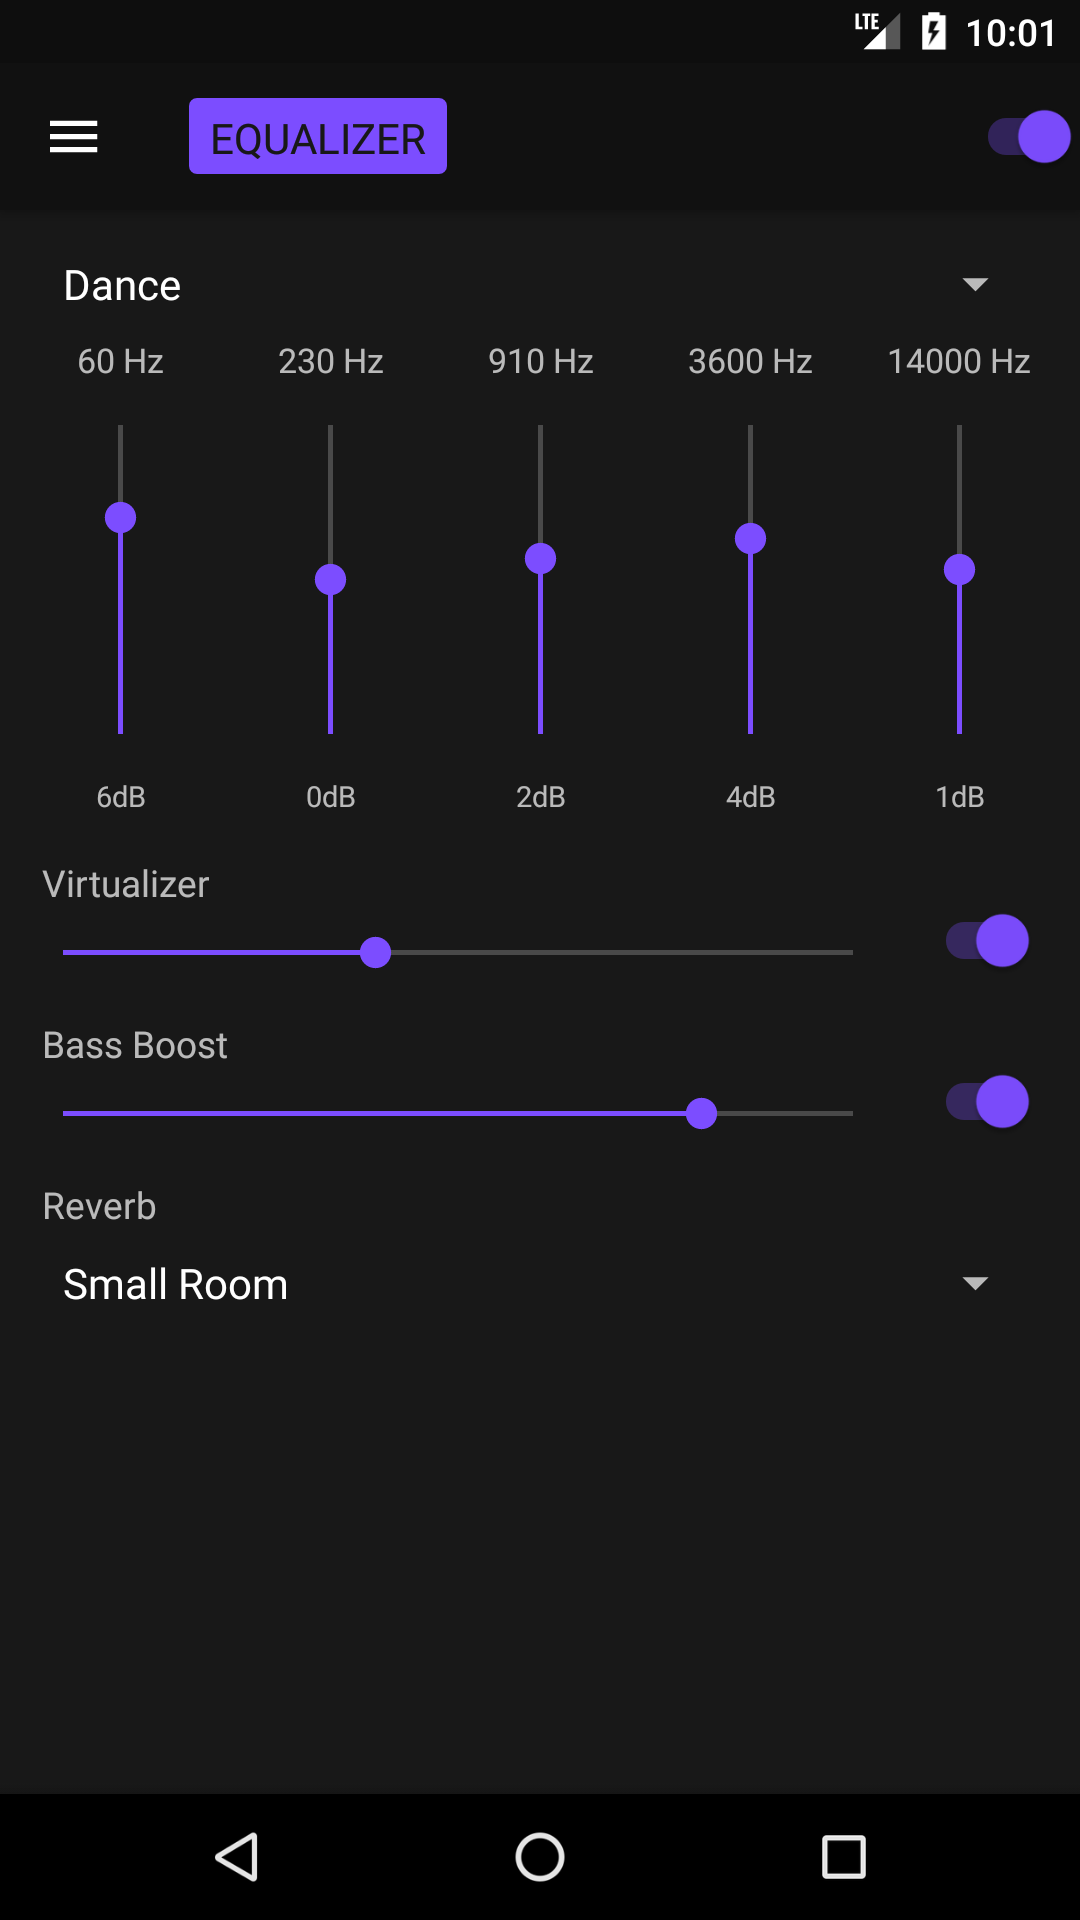 LTE 10:01
EQUALIZER
Dance
60 Hz 230 Hz 910 Hz 3600 Hz 14000 Hz
6dB 0dB 2dB 4dB 1dB
Virtualizer
Bass Boost
Reverb
Small Room